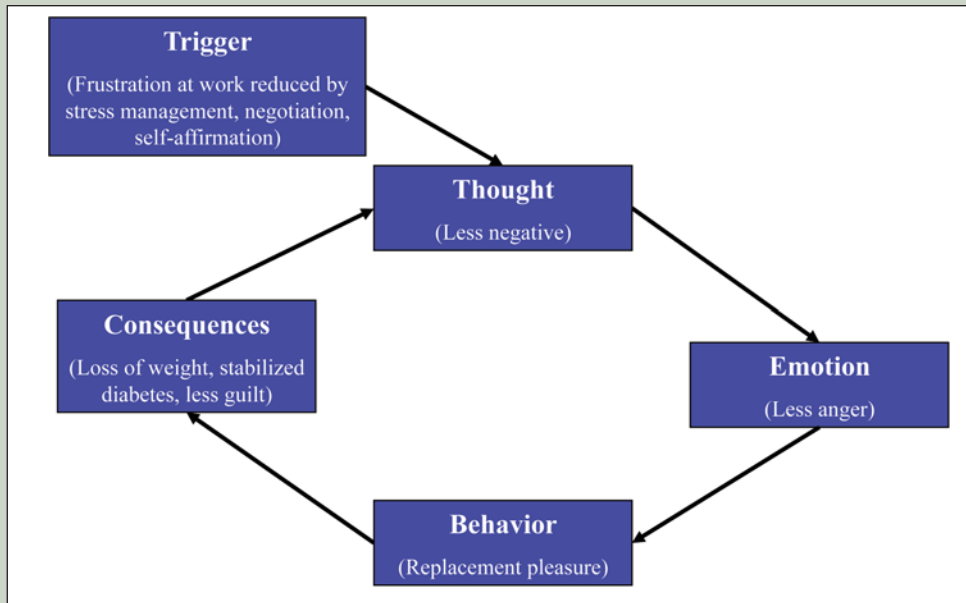 Trigger
(Frustration at work reduced by
stress management, negotiation,
self-affirmation)
Thought
(Less negative)
Consequences
(Loss of weight, stabilized
diabetes, less guilt)
Emotion
(Less anger)
Behavior
(Replacement pleasure)